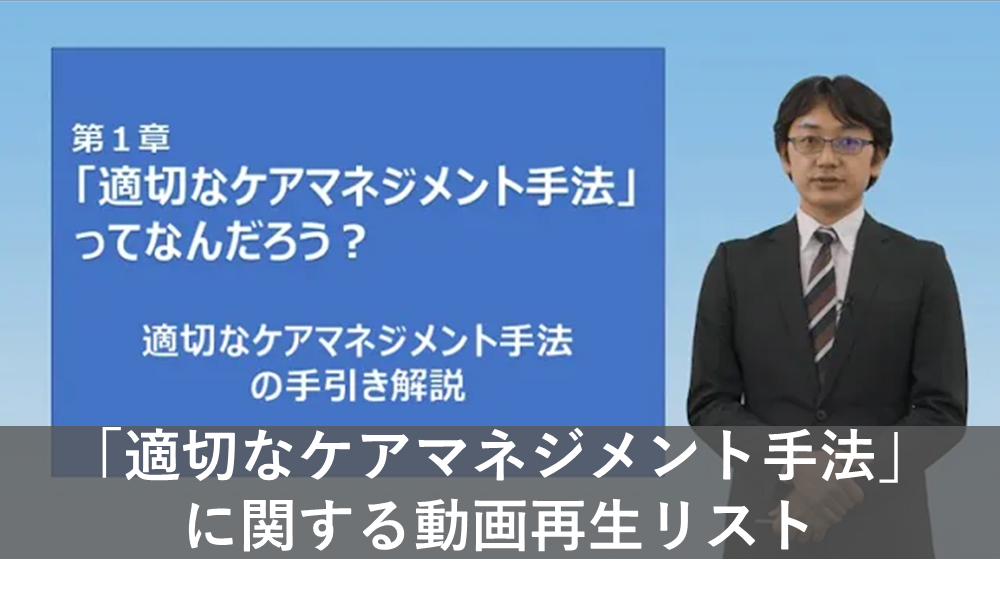 第1章
「適切なケアマネジメント手法」
ってなんだろう？
適切なケアマネジメント手法
の手引き解説
「適切なケアマネジメント手法」
に関する動画再生リスト